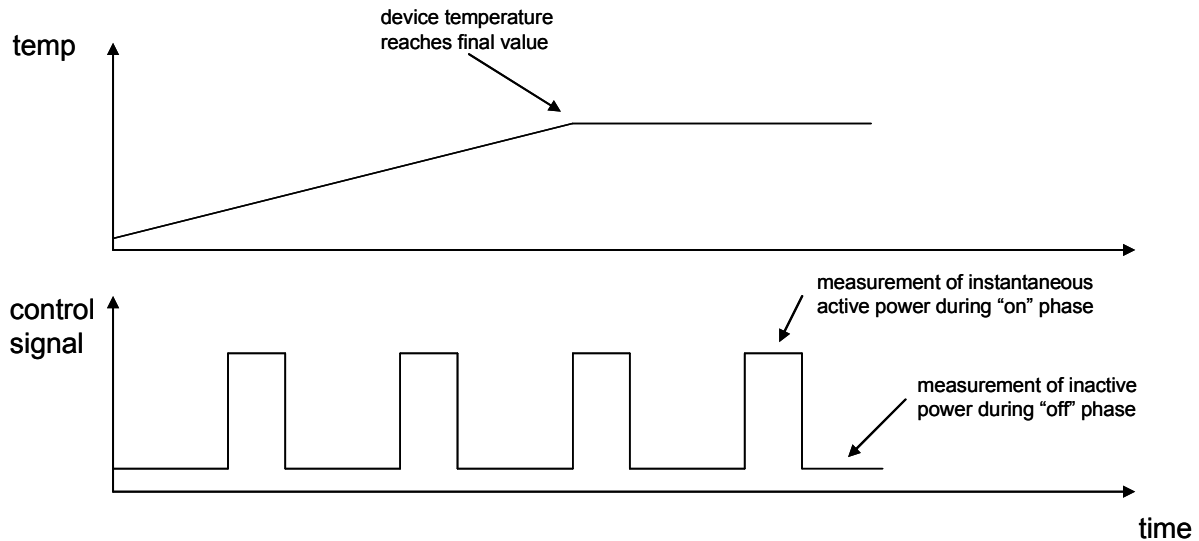 device temperature
reaches final value
temp
measurement of instantaneous
active power during “on” phase
control
signal
measurement of inactive
power during “off” phase
time